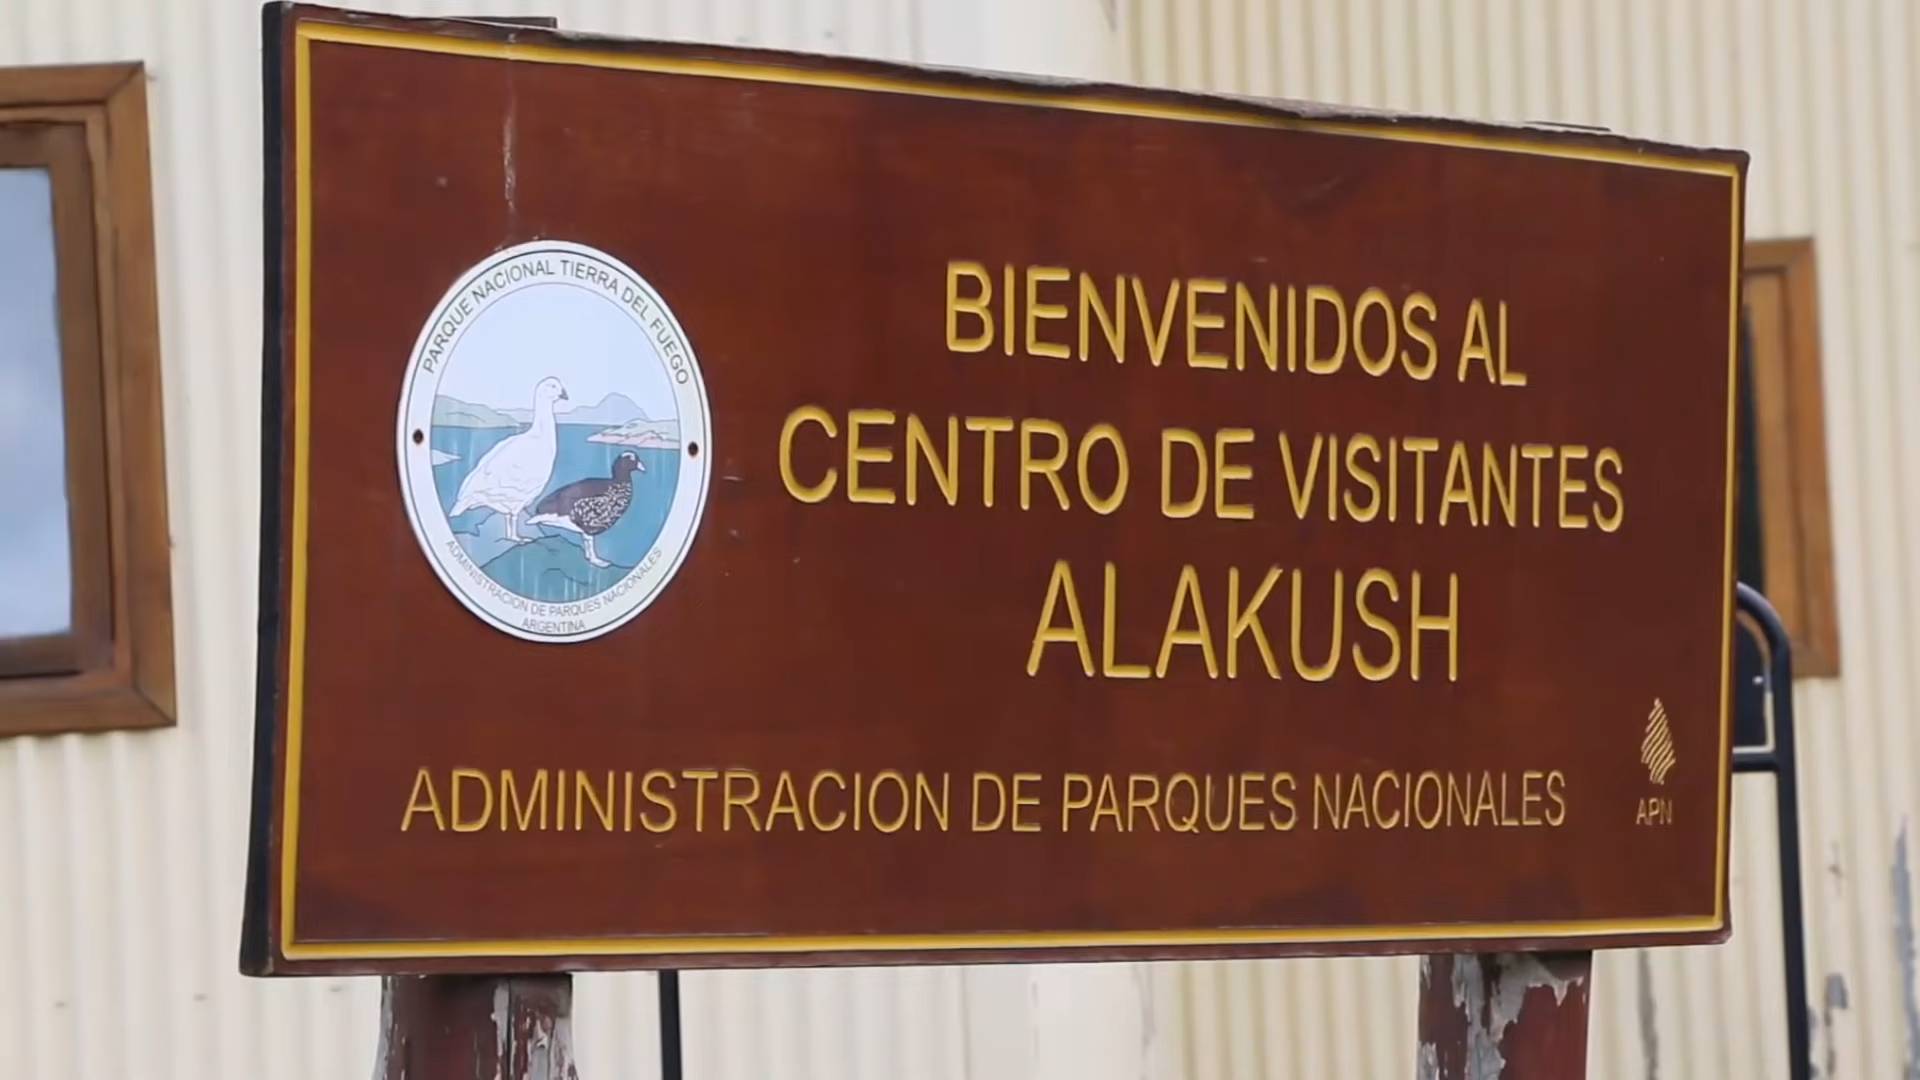 PARQUE NACIONAL TIERRA DEL FUEGO
ADMINISTRACION DE PARQUES NACIONALES
ARGENTINA
BIENVENIDOS AL
CENTRO DE VISITANTES
ALAKUSH
ADMINISTRACION DE PARQUES NACIONALES
APN